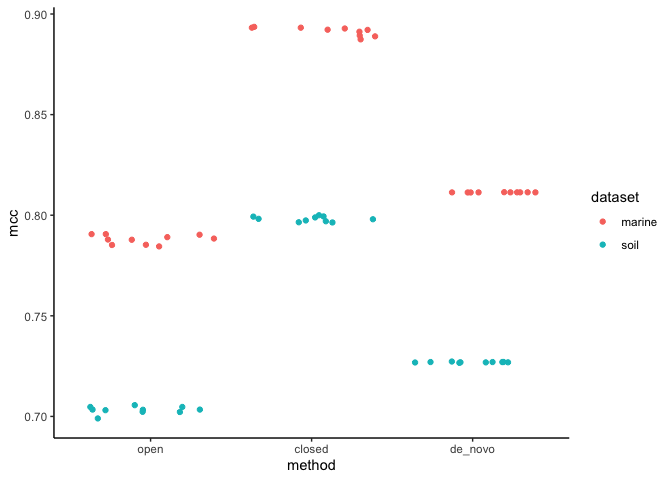 0.90
0.85
0.80
0.75
0.70
mcc
open closed de_novo
method
dataset
marine
soil